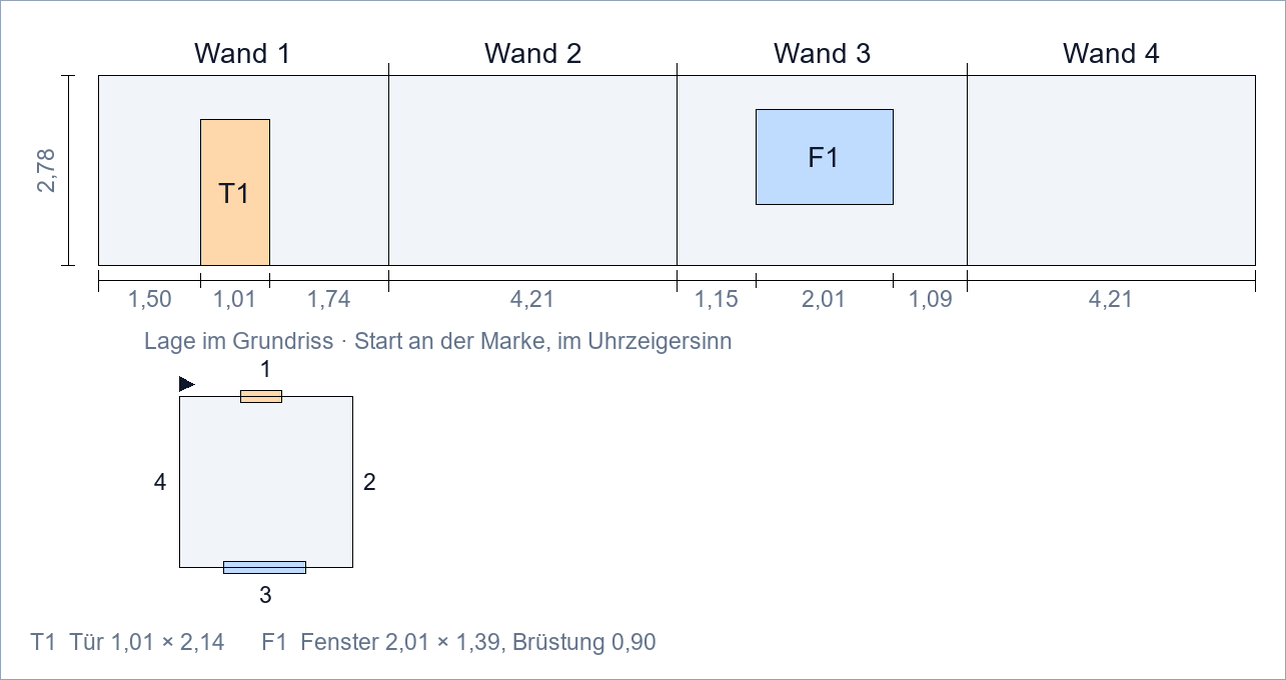 Wand 1 Wand 2 Wand 3 Wand 4
2,78
T1 F1
1,50 1,01 1,74 4,21 1,15 2,01 1,09 4,21
Lage im Grundriss · Start an der Marke, im Uhrzeigersinn
1
4 2
3
T1 Tür 1,01 × 2,14 F1 Fenster 2,01 × 1,39, Brüstung 0,90